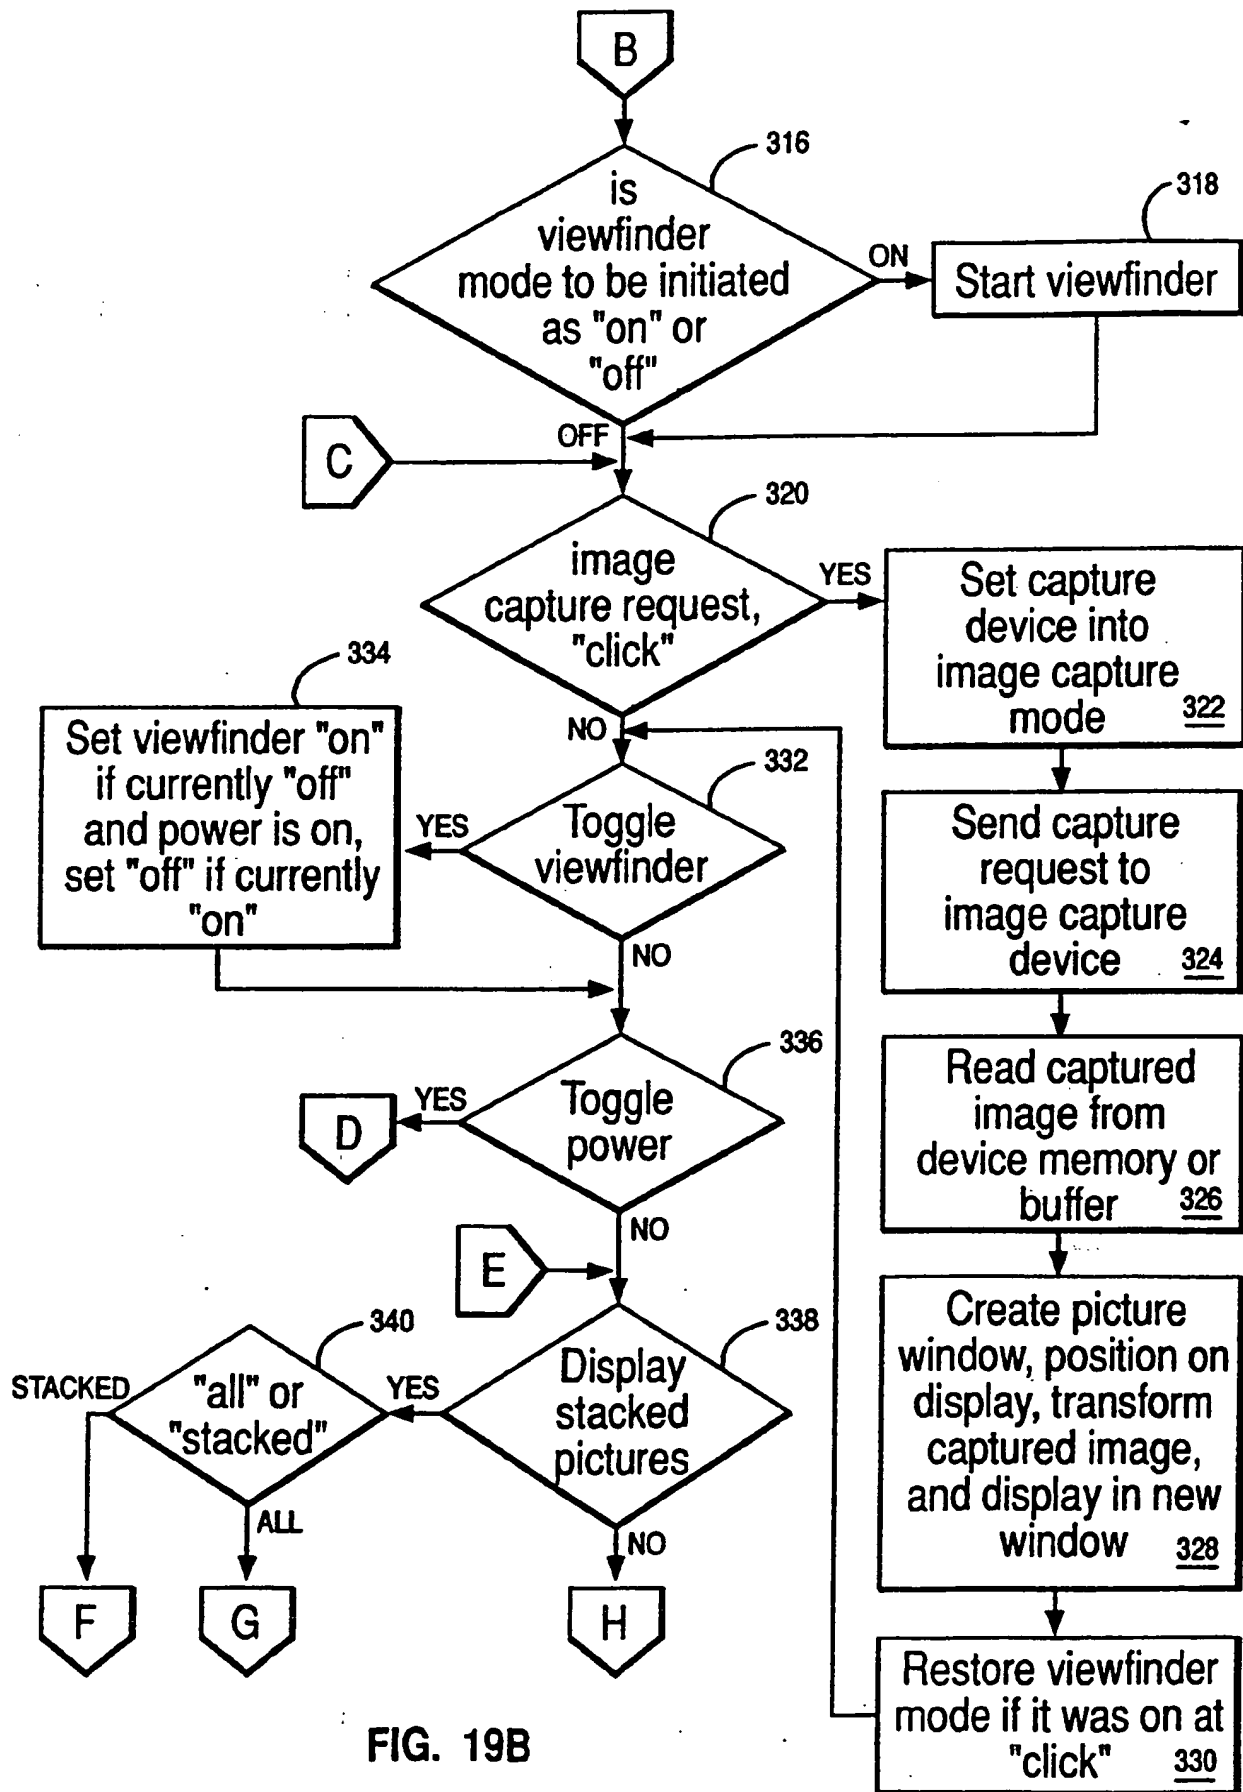 B
316
is
viewfinder
mode to be initiated
as "on" or
"off"
ON
318
Start viewfinder
OFF
C
320
image
capture request,
"click"
YES
Set capture
device into
image capture
mode 322
NO
334
Set viewfinder "on"
if currently "off"
and power is on,
set "off" if currently
"on"
332
Toggle
viewfinder
YES
NO
Send capture
request to
image capture
device 324
336
Toggle
power
YES
D
NO
Read captured
image from
device memory or
buffer 326
E
338
Display
stacked
pictures
YES
340
"all" or
"stacked"
STACKED
ALL
NO
Create picture
window, position on
display, transform
captured image,
and display in new
window 328
F
G
H
Restore viewfinder
mode if it was on at
"click" 330
FIG. 19B